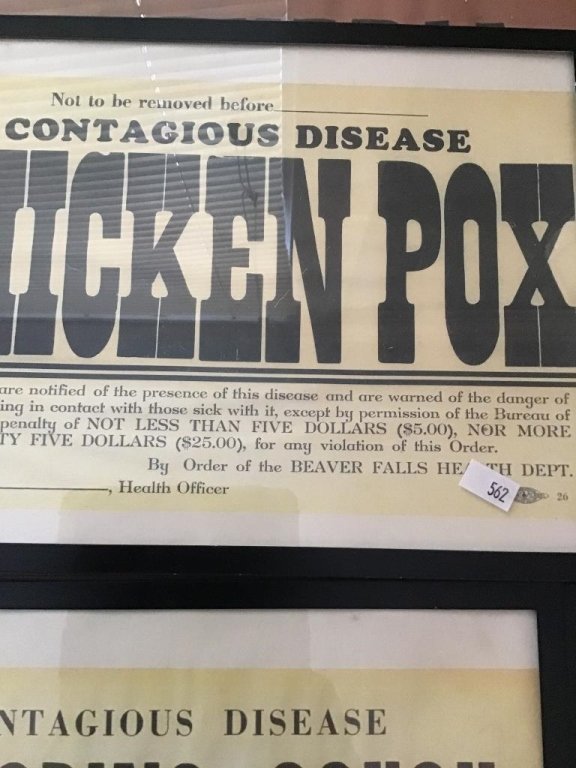 Not to be removed before
CONTAGIOUS DISEASE
HICKEN POX
are notified of the presence of this disease and are warned of the danger of
ing in contact with those sick with it, except by permission of the Bureau of
penalty of NOT LESS THAN FIVE DOLLARS ($5.00), NOR MORE
TY FIVE DOLLARS ($25.00), for any violation of this Order.
By Order of the BEAVER FALLS HEALTH DEPT.
, Health Officer
562
26
NTAGIOUS DISEASE